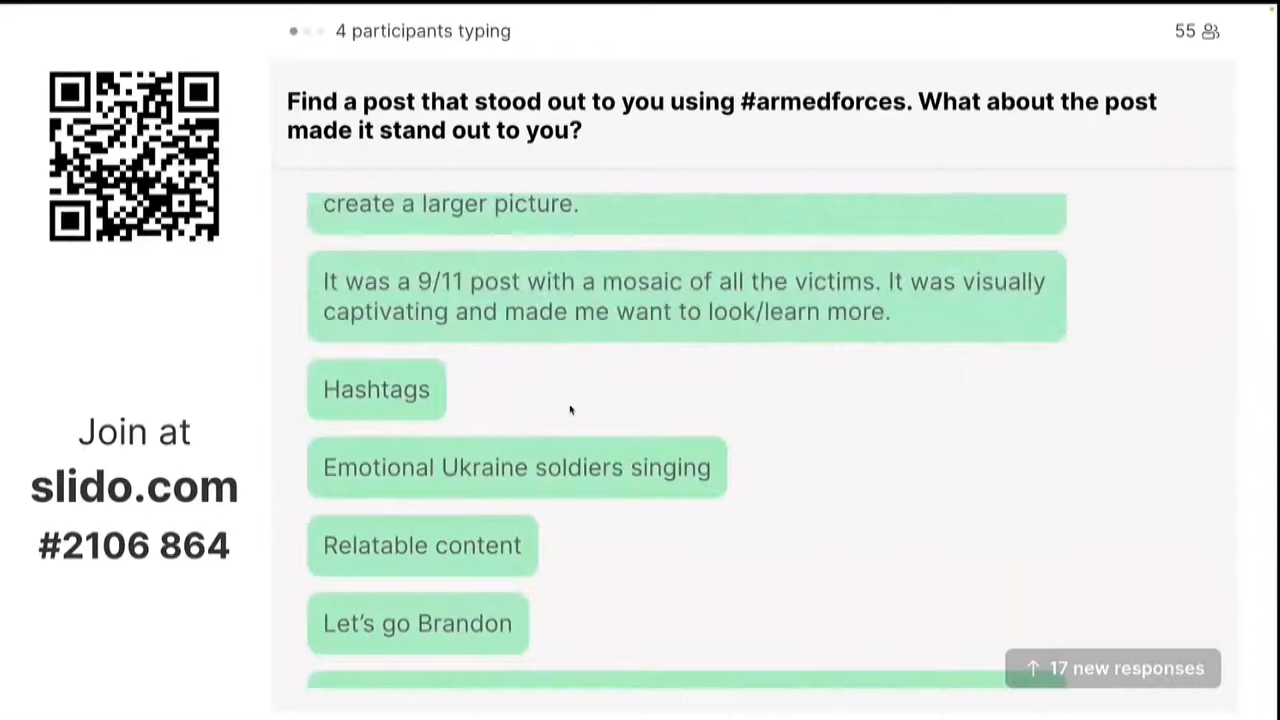 4 participants typing
55
Find a post that stood out to you using #armedforces. What about the post
made it stand out to you?
create a larger picture.
It was a 9/11 post with a mosaic of all the victims. It was visually
captivating and made me want to look/learn more.
Hashtags
Emotional Ukraine soldiers singing
Relatable content
Let’s go Brandon
↑ 17 new responses
Join at
slido.com
#2106 864